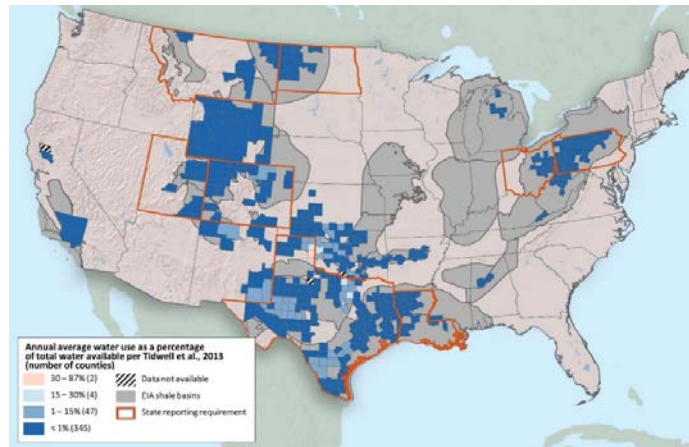 Annual average water use as a percentage
of total water available per Tidwell et al., 2013
(number of counties)
30 – 87% (2)
Data not available
15 – 30% (4)
EIA shale basins
1 – 15% (47)
State reporting requirement
< 1% (345)